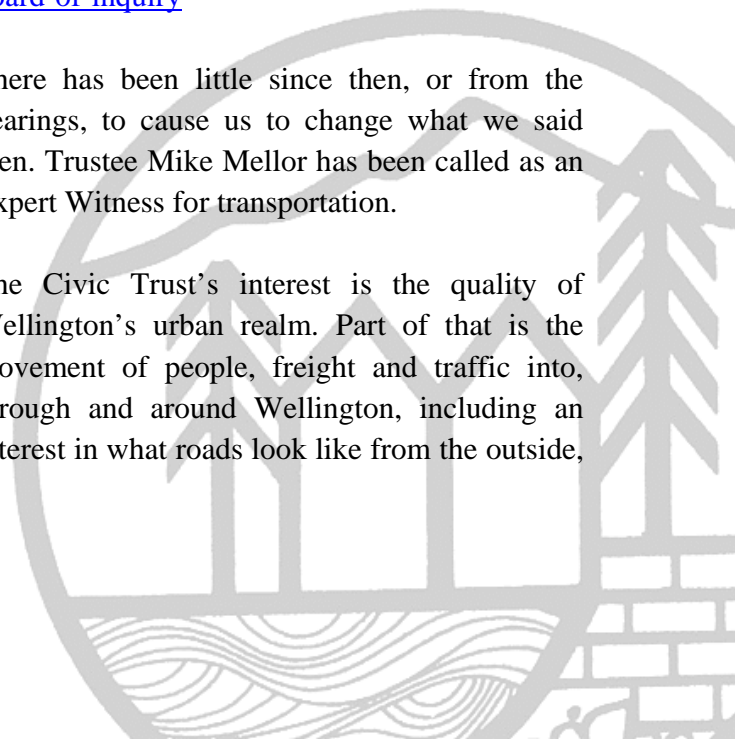 oard of Inquiry
here has been little since then, or from the
earings, to cause us to change what we said
en. Trustee Mike Mellor has been called as an
xpert Witness for transportation.
he Civic Trust's interest is the quality of
ellington's urban realm. Part of that is the
ovement of people, freight and traffic into,
rough and around Wellington, including an
terest in what roads look like from the outside,